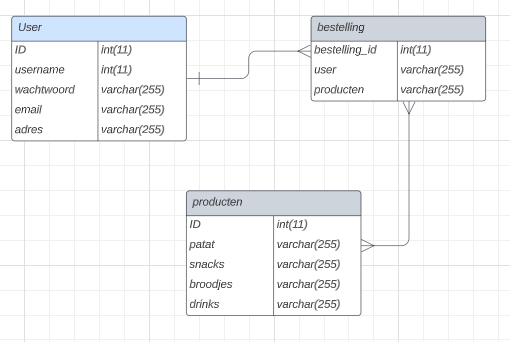 User
ID int(11)
username int(11)
wachtwoord varchar(255)
email varchar(255)
adres varchar(255)
bestelling
bestelling_id int(11)
user varchar(255)
producten varchar(255)
producten
ID int(11)
patat varchar(255)
snacks varchar(255)
broodjes varchar(255)
drinks varchar(255)